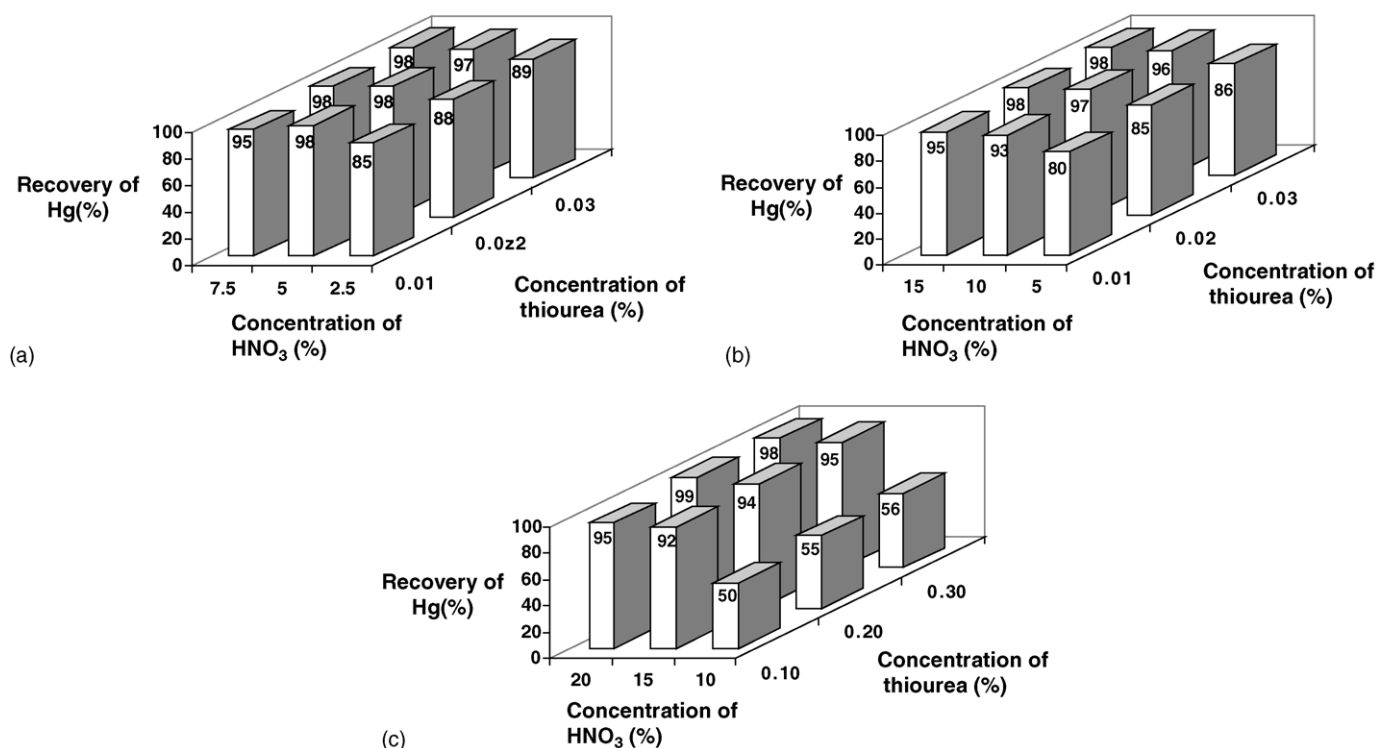 98
97
89
98
98
88
95
98
85
100
80
60
40
20
0
Recovery of
Hg(%)
7.5
5
2.5
0.01
0.0z2
0.03
Concentration of
thiourea (%)
Concentration of
HNO₃ (%)
(a)
98
96
86
98
97
85
95
93
80
100
80
60
40
20
0
Recovery of
Hg(%)
15
10
5
0.01
0.02
0.03
Concentration of
thiourea (%)
Concentration of
HNO₃ (%)
(b)
98
95
56
99
94
55
95
92
50
100
80
60
40
20
0
Recovery of
Hg(%)
20
15
10
0.10
0.20
0.30
Concentration of
thiourea (%)
Concentration of
HNO₃ (%)
(c)